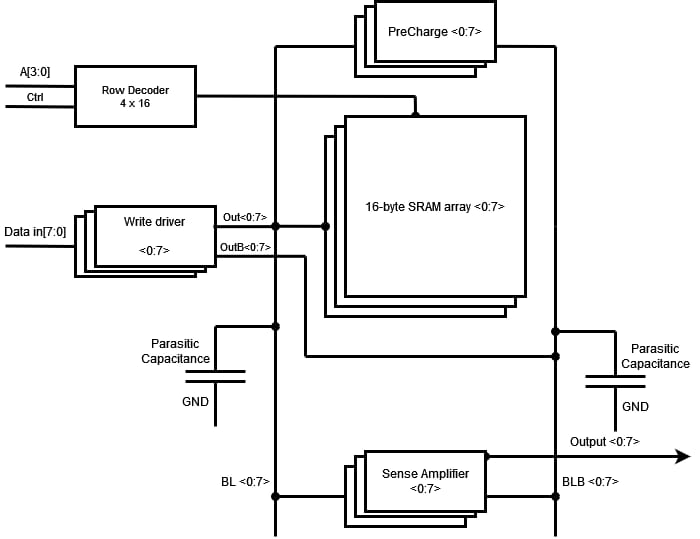 PreCharge <0:7>
A[3:0]
Ctrl
Row Decoder
4 x 16
16-byte SRAM array <0:7>
Data in[7:0]
Write driver
<0:7>
Out<0:7>
OutB<0:7>
Parasitic
Capacitance
GND
Parasitic
Capacitance
GND
Output <0:7>
BL <0:7>
Sense Amplifier
<0:7>
BLB <0:7>